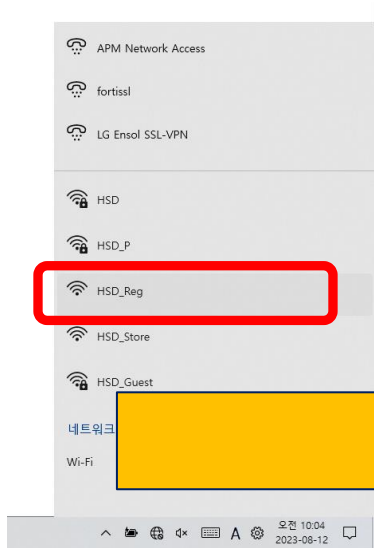 APM Network Access
fortissl
LG Ensol SSL-VPN
HSD
HSD_P
HSD_Reg
HSD_Store
HSD_Guest
네트워크
Wi-Fi
A
오전 10:04
2023-08-12